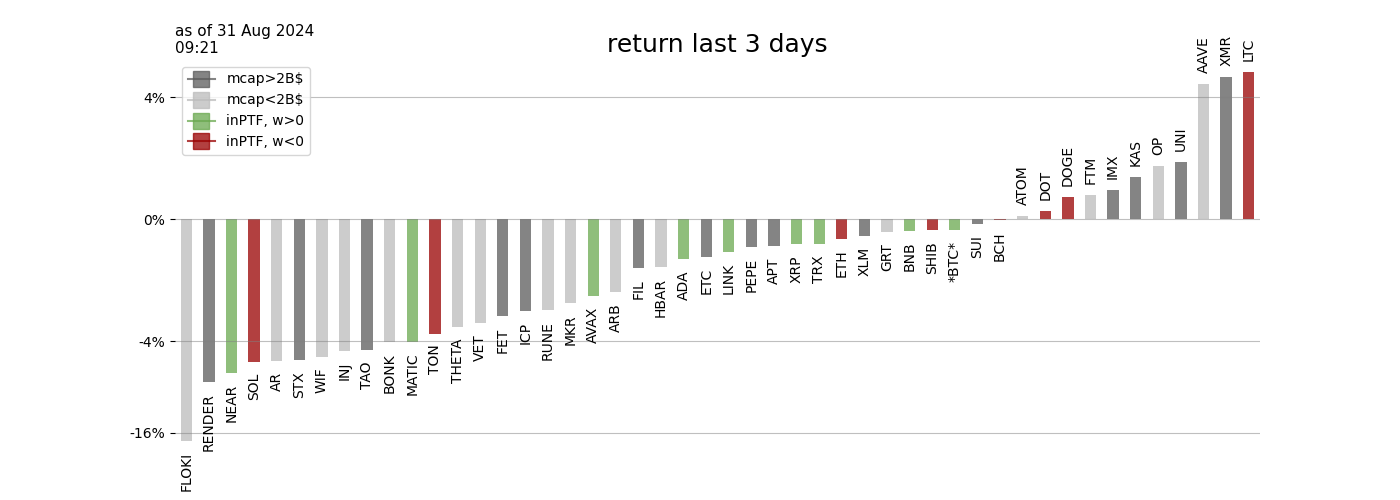 as of 31 Aug 2024
09:21
return last 3 days
mcap>2B$
mcap<2B$
inPTF, w>0
inPTF, w<0
4%
0%
-4%
-16%
FLOKI
RENDER
NEAR
SOL
AR
STX
WIF
INJ
TAO
BONK
MATIC
TON
THETA
VET
FET
ICP
RUNE
MKR
AVAX
ARB
FIL
HBAR
ADA
ETC
LINK
PEPE
APT
XRP
TRX
ETH
XLM
GRT
BNB
SHIB
*BTC*
SUI
BCH
ATOM
DOT
DOGE
FTM
IMX
KAS
OP
UNI
AAVE
XMR
LTC